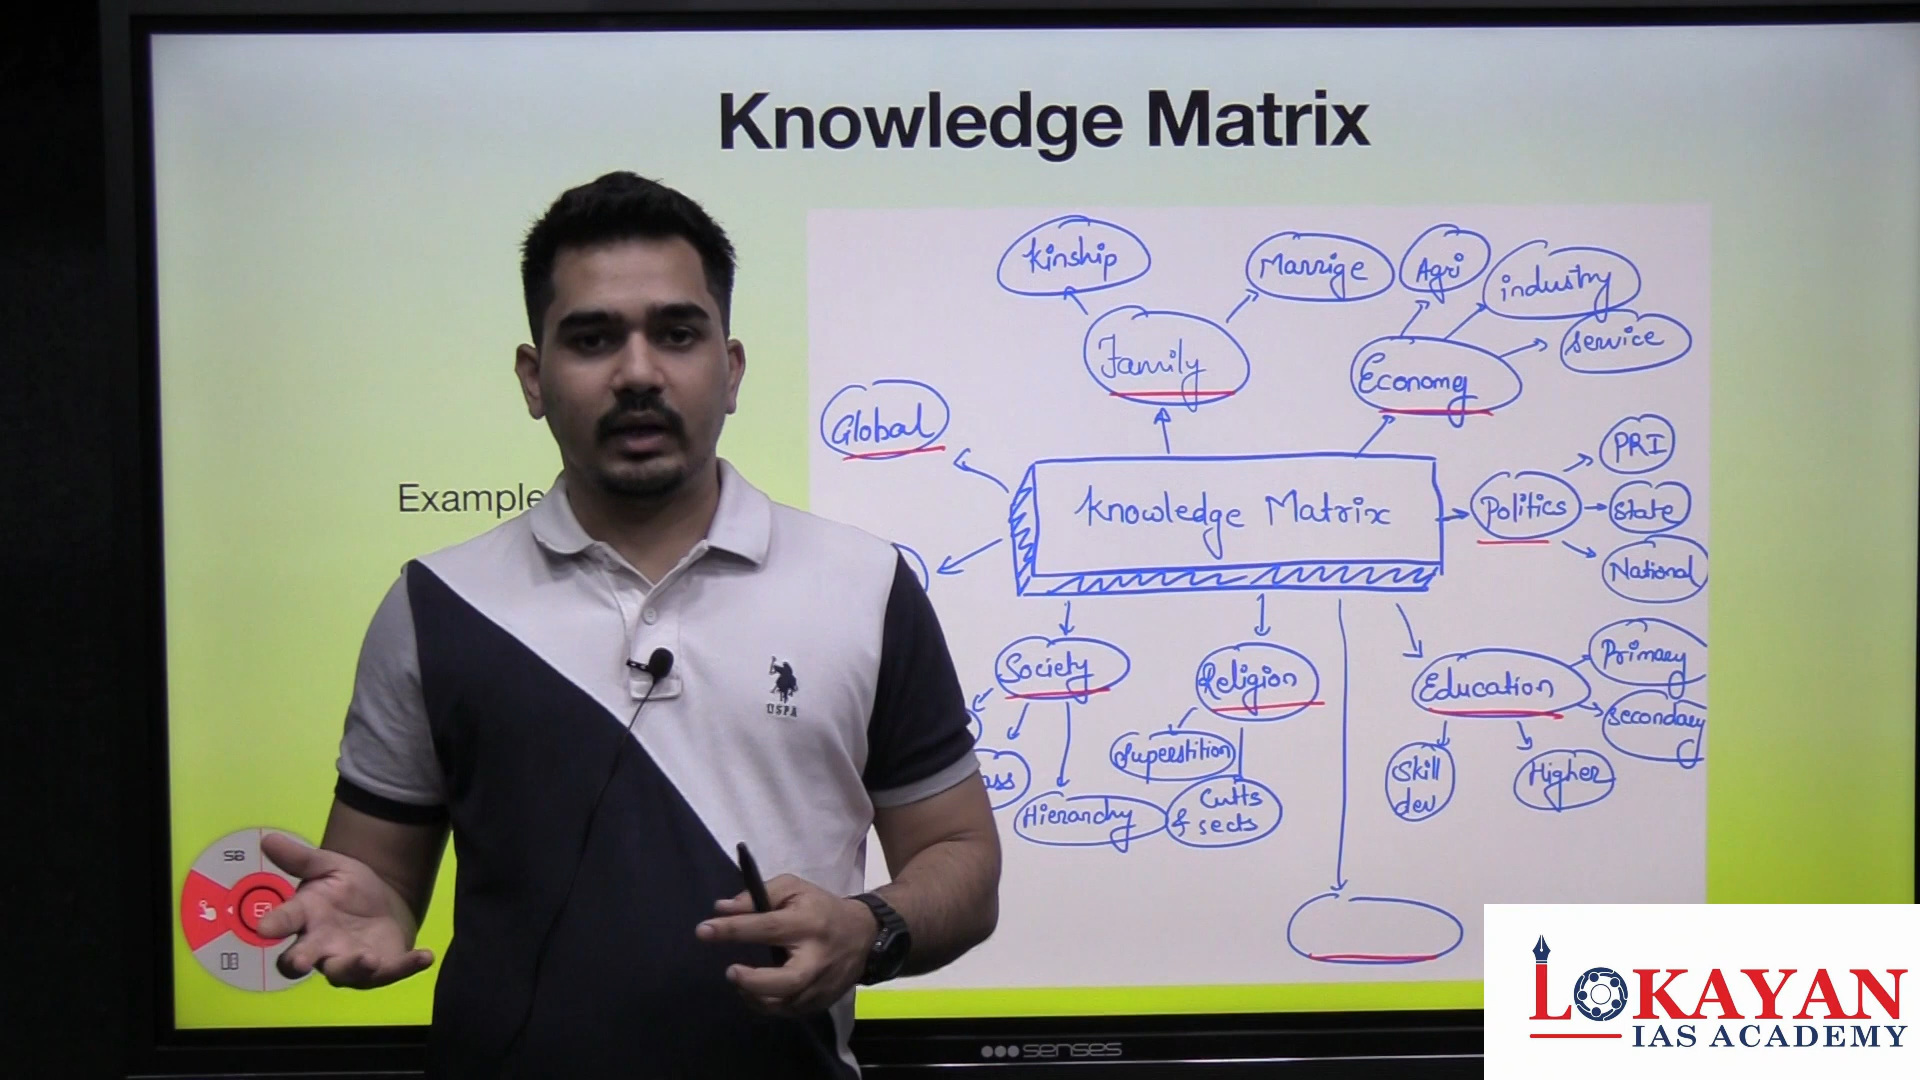 Knowledge Matrix
Kinship
Marrige
Agri
industry
service
Family
Economy
Global
PRI
Example
Knowledge Matrix
Politics
State
National
Society
Religion
Education
Primary
Secondary
Superstition
Skill
dev
Higher
Hierarchy
Cults
& sects
USPA
SB
senses
LOKAYAN
IAS ACADEMY